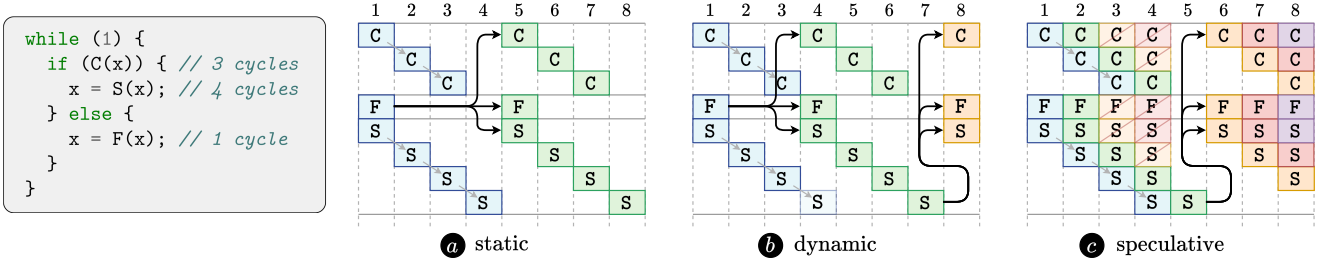 while (1) {
if (C(x)) { // 3 cycles
x = S(x); // 4 cycles
} else {
x = F(x); // 1 cycle
}
}
1 2 3 4 5 6 7 8
C C
C C
C C
F F
S S
S S
S S
S S
a static
1 2 3 4 5 6 7 8
C C C
C C
C C
F F F
S S S
S S
S S
S S
b dynamic
1 2 3 4 5 6 7 8
C C C C C C C
C C C C C
C C C
F F F F F F F
S S S S S S S
S S S S S
S S S
S S
c speculative